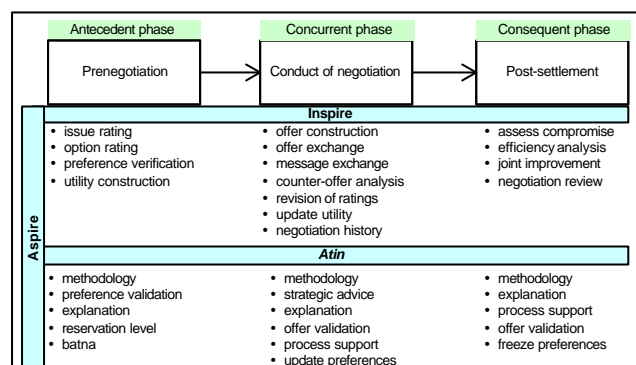 Antecedent phase
Concurrent phase
Consequent phase
Prenegotiation
Conduct of negotiation
Post-settlement
Aspire
Inspire
• issue rating
• option rating
• preference verification
• utility construction
• offer construction
• offer exchange
• message exchange
• counter-offer analysis
• revision of ratings
• update utility
• negotiation history
• assess compromise
• efficiency analysis
• joint improvement
• negotiation review
Atin
• methodology
• preference validation
• explanation
• reservation level
• batna
• methodology
• strategic advice
• explanation
• offer validation
• process support
• update preferences
• methodology
• explanation
• process support
• offer validation
• freeze preferences